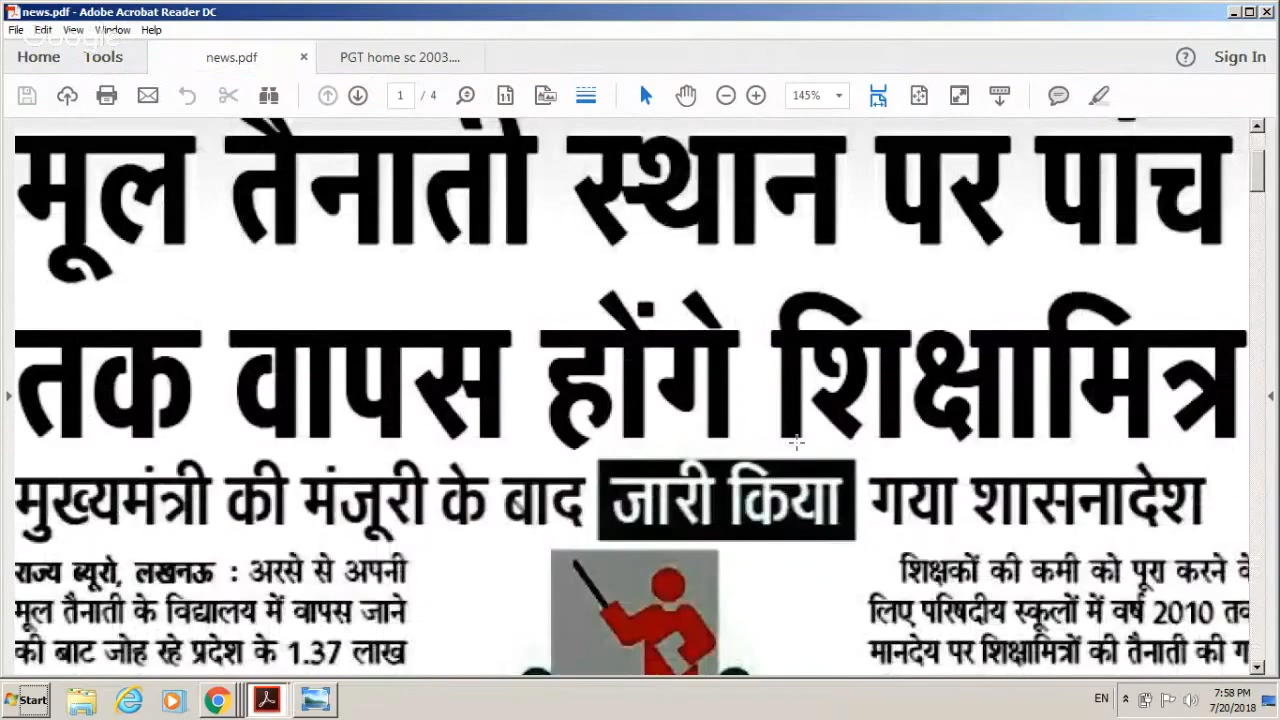 news.pdf - Adobe Acrobat Reader DC
File Edit View Window Help
Google
Home Tools news.pdf × PGT home sc 2003.... Sign In
1 / 4 145%
मूल तैनाती स्थान पर पांच
तक वापस होंगे शिक्षामित्र
मुख्यमंत्री की मंजूरी के बाद जारी किया गया शासनादेश
राज्य ब्यूरो, लखनऊ : अरसे से अपनी
मूल तैनाती के विद्यालय में वापस जाने
की बाट जोह रहे प्रदेश के 1.37 लाख
शिक्षकों की कमी को पूरा करने के
लिए परिषदीय स्कूलों में वर्ष 2010 तक
मानदेय पर शिक्षामित्रों की तैनाती की
Start EN 7:58 PM
7/20/2018